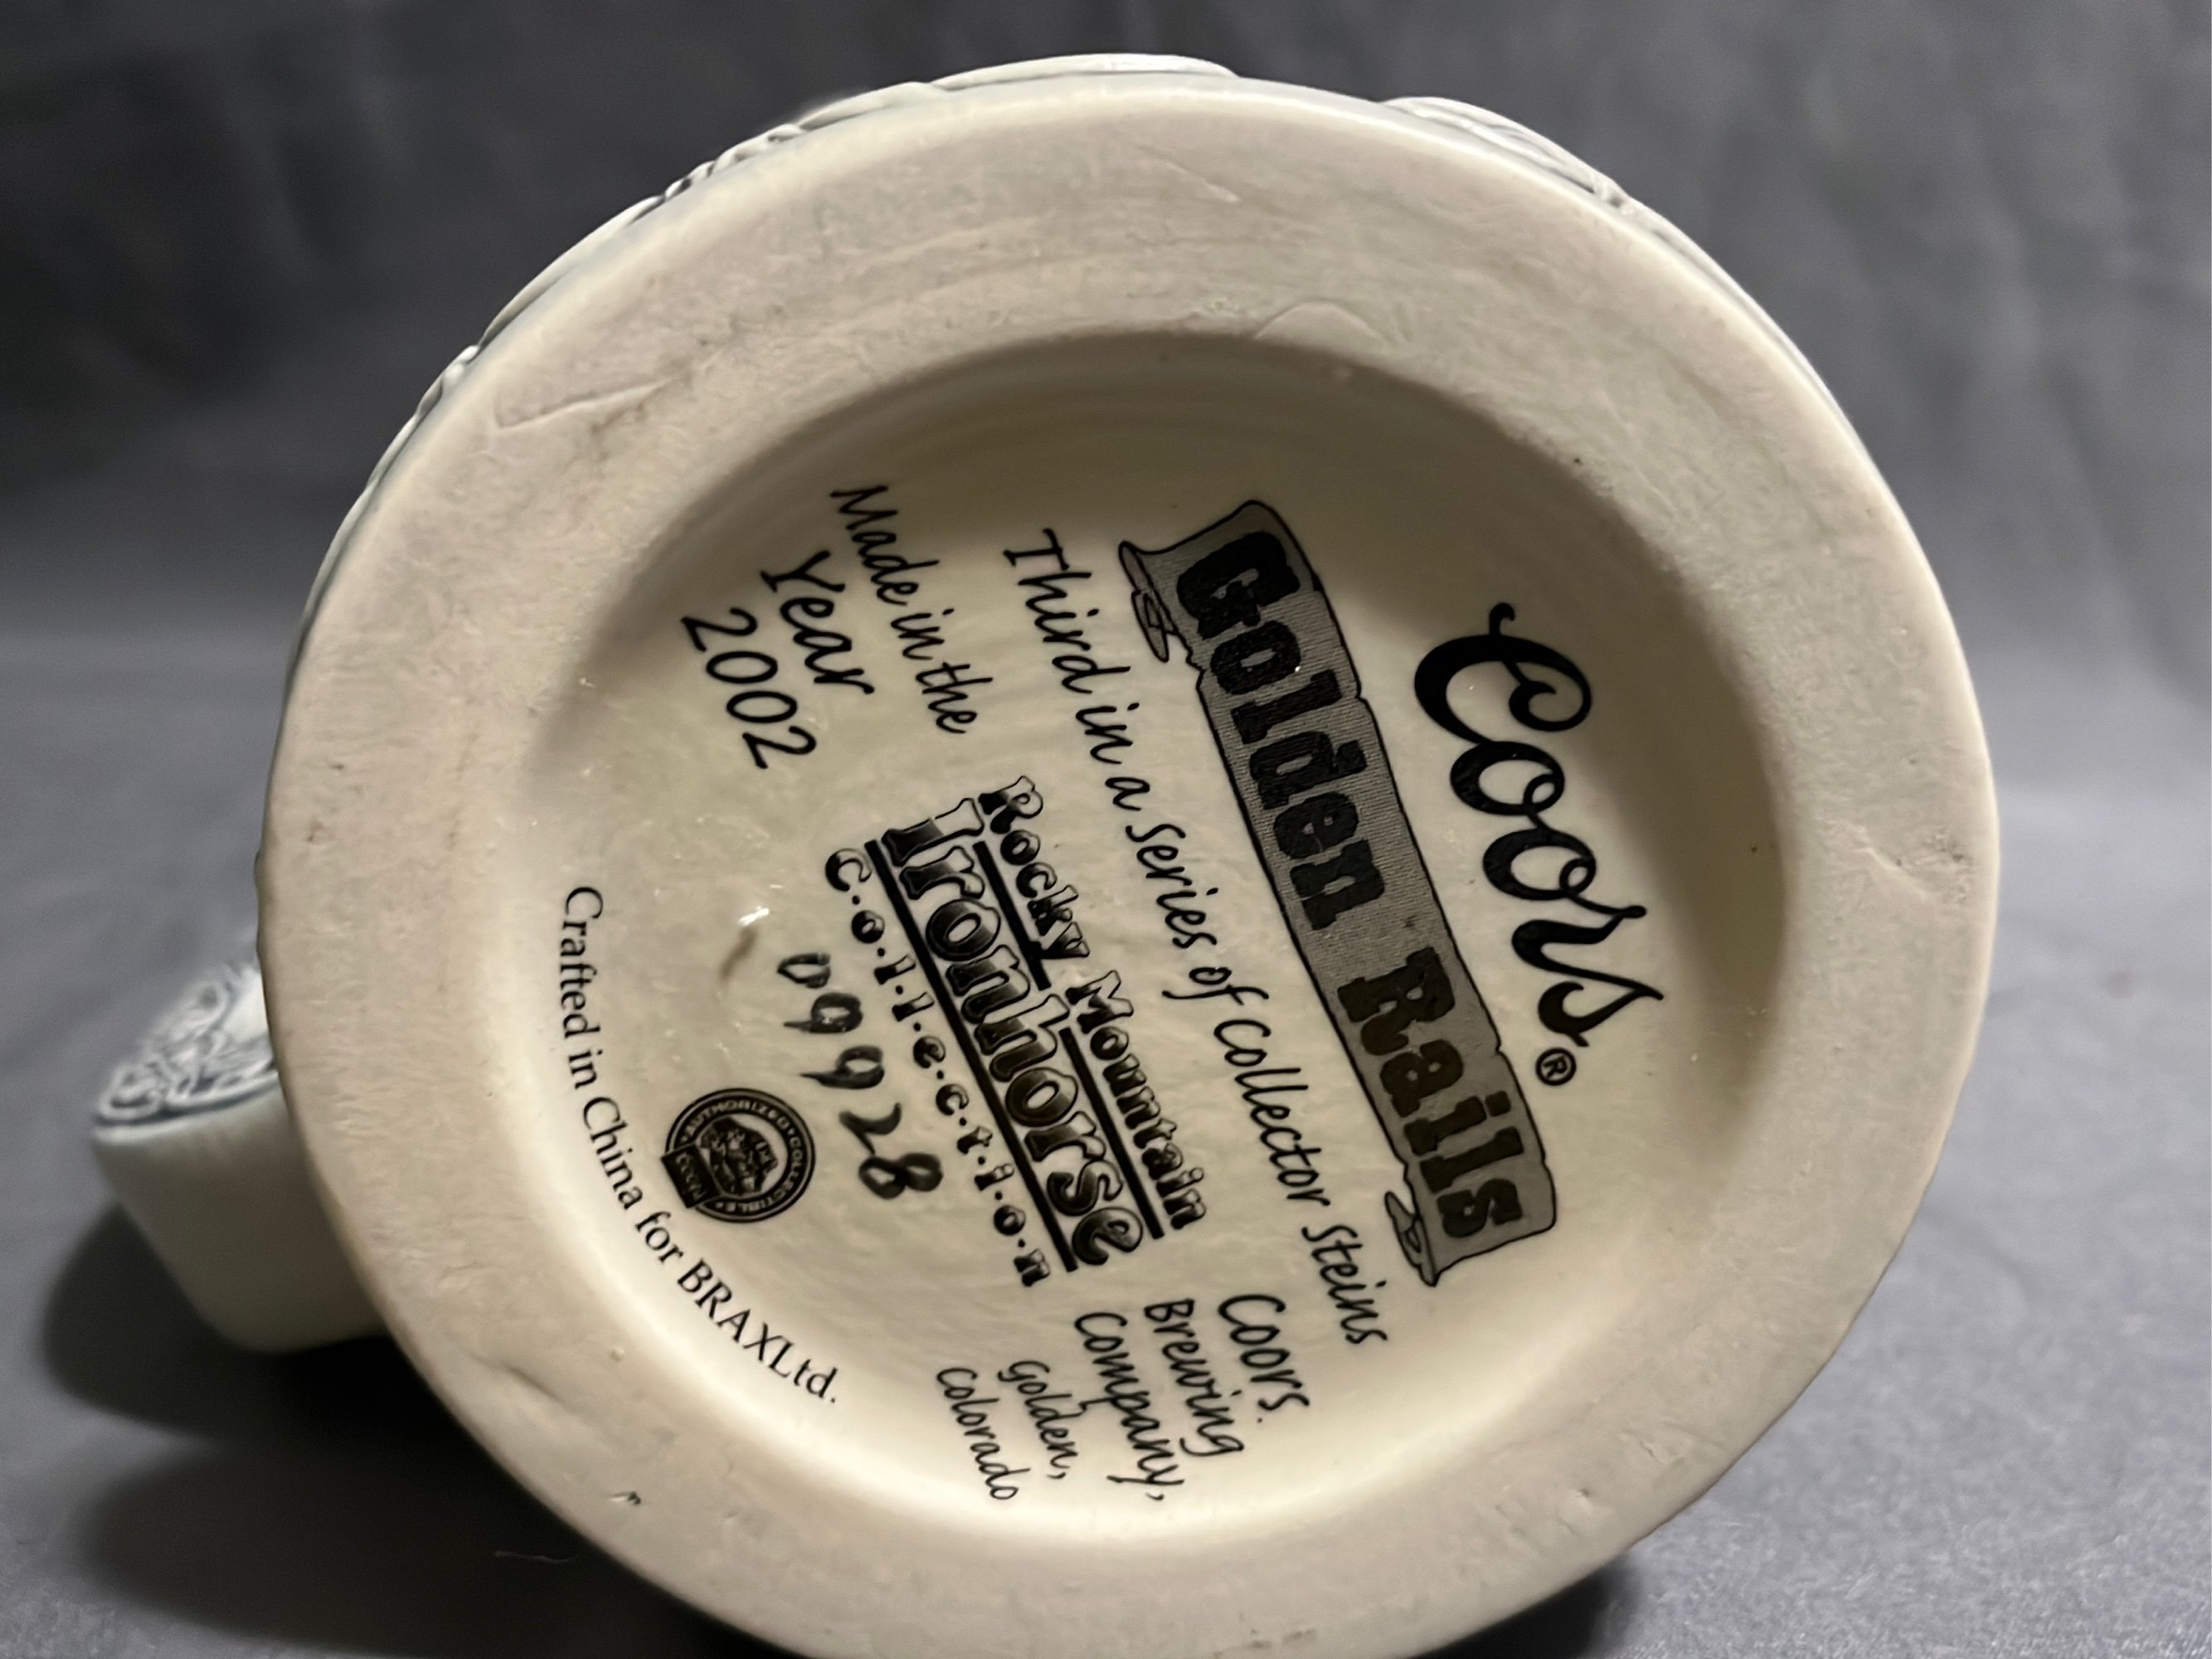 Coors®
Golden Rails
Third in a Series of Collector Steins
Made in the
Year
2002
Rocky Mountain
Ironhorse
C·o·l·l·e·c·t·i·o·n
Coors
Brewing
Company,
Golden,
Colorado
09928
Crafted in China for BRAXLtd.